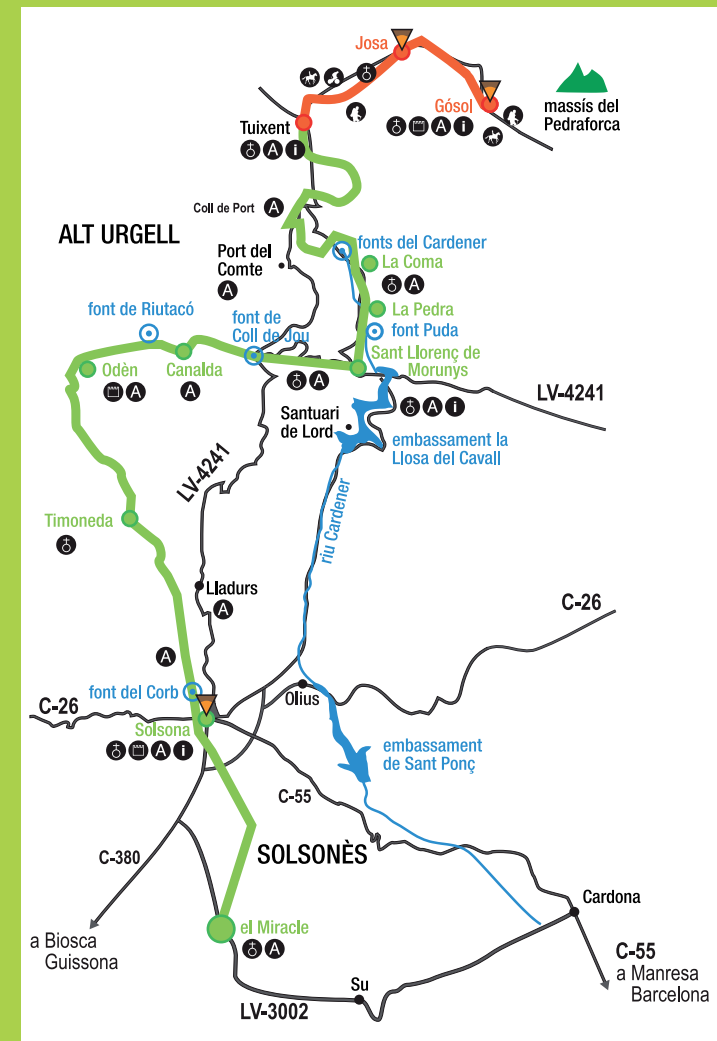 Josa
Gósol
massís del
Pedraforca
Tuixent
A i
A i
Coll de Port A
ALT URGELL
fonts del Cardener
Port del
Comte
A
La Coma
A
font de Riutacó
font de
Coll de Jou
La Pedra
font Puda
Odèn
A
Canalda
A
A
Sant Llorenç de
Morunys
LV-4241
A i
Santuari
de Lord
embassament la
Llosa del Cavall
LV-4241
riu Cardener
Timoneda
Lladurs
A
C-26
A
font del Corb
Olius
C-26
Solsona
A i
embassament
de Sant Ponç
C-55
C-380
SOLSONÈS
Cardona
el Miracle
A
a Biosca
Guissona
C-55
a Manresa
Barcelona
Su
LV-3002